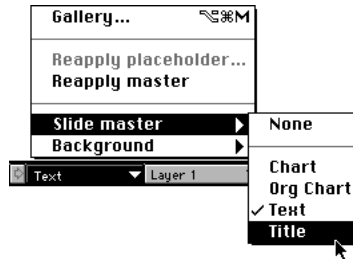 Gallery... ⌥⌘M
Reapply placeholder...
Reapply master
Slide master
Background
Text Layer 1
None
Chart
Org Chart
✓Text
Title